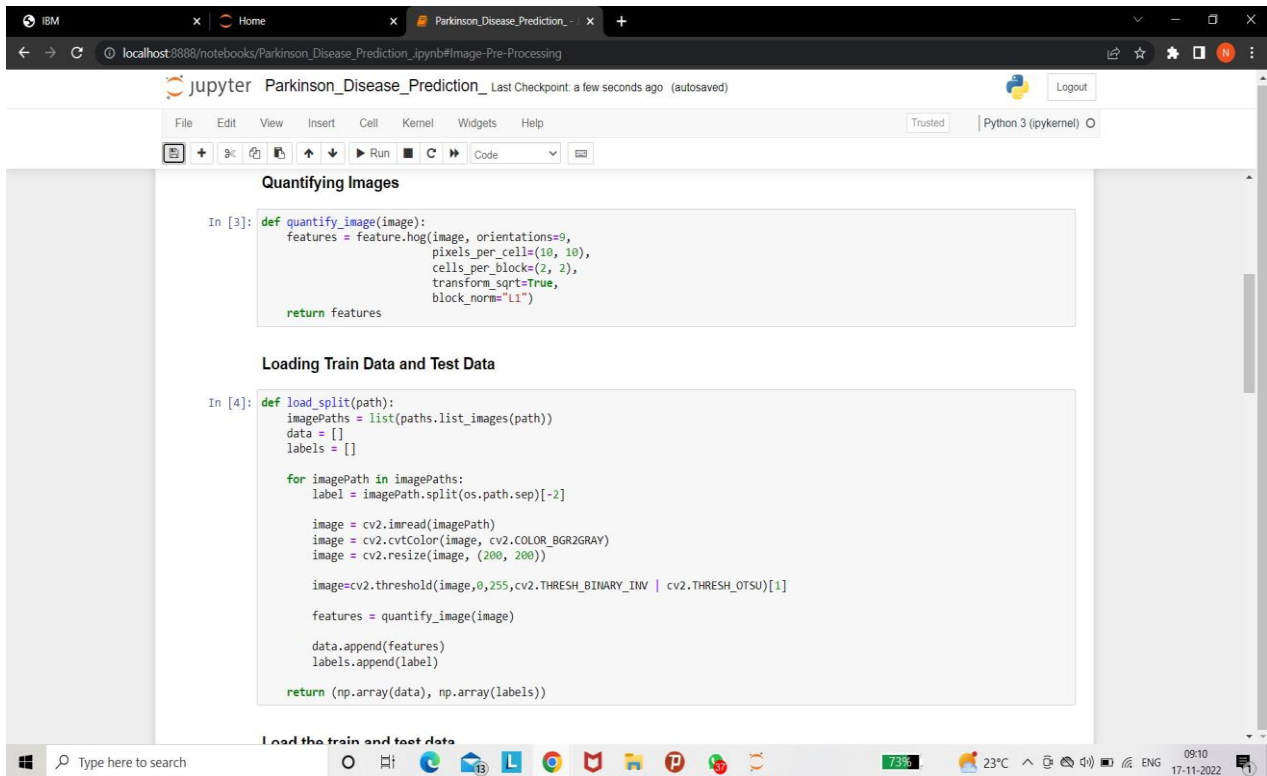 IBM
Home
Parkinson_Disease_Prediction_ - J
localhost:8888/notebooks/Parkinson_Disease_Prediction_.ipynb#Image-Pre-Processing
N
jupyter Parkinson_Disease_Prediction_ Last Checkpoint: a few seconds ago (autosaved)
Logout
File Edit View Insert Cell Kernel Widgets Help
Trusted Python 3 (ipykernel)
Run Code
Quantifying Images
In [3]: def quantify_image(image):
    features = feature.hog(image, orientations=9,
                           pixels_per_cell=(10, 10),
                           cells_per_block=(2, 2),
                           transform_sqrt=True,
                           block_norm="L1")
    return features
Loading Train Data and Test Data
In [4]: def load_split(path):
    imagePaths = list(paths.list_images(path))
    data = []
    labels = []
    for imagePath in imagePaths:
        label = imagePath.split(os.path.sep)[-2]
        image = cv2.imread(imagePath)
        image = cv2.cvtColor(image, cv2.COLOR_BGR2GRAY)
        image = cv2.resize(image, (200, 200))
        image=cv2.threshold(image,0,255,cv2.THRESH_BINARY_INV | cv2.THRESH_OTSU)[1]
        features = quantify_image(image)
        data.append(features)
        labels.append(label)
    return (np.array(data), np.array(labels))
Load the train and test data
Type here to search
13
L
37
73%
23°C
ENG
09:10
17-11-2022
1